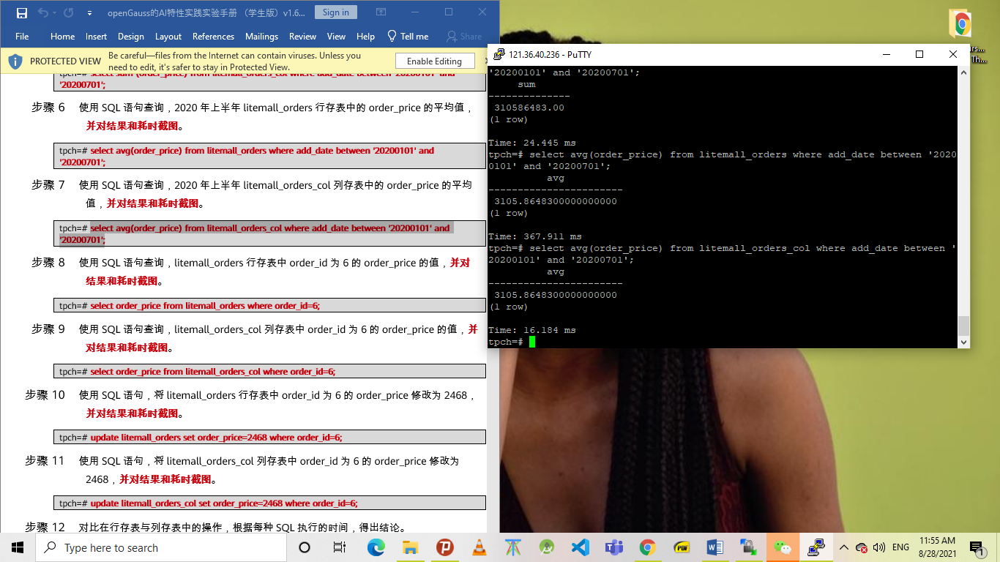 openGauss的AI特性实践实验手册 （学生版）v1.6...
Sign in
File Home Insert Design Layout References Mailings Review View Help Tell me Share
PROTECTED VIEW
Be careful—files from the Internet can contain viruses. Unless you
need to edit, it's safer to stay in Protected View.
Enable Editing
select sum (order_price) from litemall_orders_col where add_date between '20200101' and
'20200701';
步骤 6 使用 SQL 语句查询，2020 年上半年 litemall_orders 行存表中的 order_price 的平均值，
并对结果和耗时截图。
tpch=# select avg(order_price) from litemall_orders where add_date between '20200101' and
'20200701';
步骤 7 使用 SQL 语句查询，2020 年上半年 litemall_orders_col 列存表中的 order_price 的平均
值，并对结果和耗时截图。
tpch=# select avg(order_price) from litemall_orders_col where add_date between '20200101' and
'20200701';
步骤 8 使用 SQL 语句查询，litemall_orders 行存表中 order_id 为 6 的 order_price 的值，并对
结果和耗时截图。
tpch=# select order_price from litemall_orders where order_id=6;
步骤 9 使用 SQL 语句查询，litemall_orders_col 列存表中 order_id 为 6 的 order_price 的值，并
对结果和耗时截图。
tpch=# select order_price from litemall_orders_col where order_id=6;
步骤 10 使用 SQL 语句，将 litemall_orders 行存表中 order_id 为 6 的 order_price 修改为 2468，
并对结果和耗时截图。
tpch=# update litemall_orders set order_price=2468 where order_id=6;
步骤 11 使用 SQL 语句，将 litemall_orders_col 列存表中 order_id 为 6 的 order_price 修改为
2468，并对结果和耗时截图。
tpch=# update litemall_orders_col set order_price=2468 where order_id=6;
步骤 12 对比在行存表与列存表中的操作，根据每种 SQL 执行的时间，得出结论。
121.36.40.236 - PuTTY
'20200101' and '20200701';
sum
--------------
310586483.00
(1 row)
Time: 24.445 ms
tpch=# select avg(order_price) from litemall_orders where add_date between '2020
0101' and '20200701';
avg
-----------------------
3105.8648300000000000
(1 row)
Time: 367.911 ms
tpch=# select avg(order_price) from litemall_orders_col where add_date between '
20200101' and '20200701';
avg
-----------------------
3105.8648300000000000
(1 row)
Time: 16.184 ms
tpch=#
Type here to search
PDF
ENG
11:55 AM
8/28/2021
1